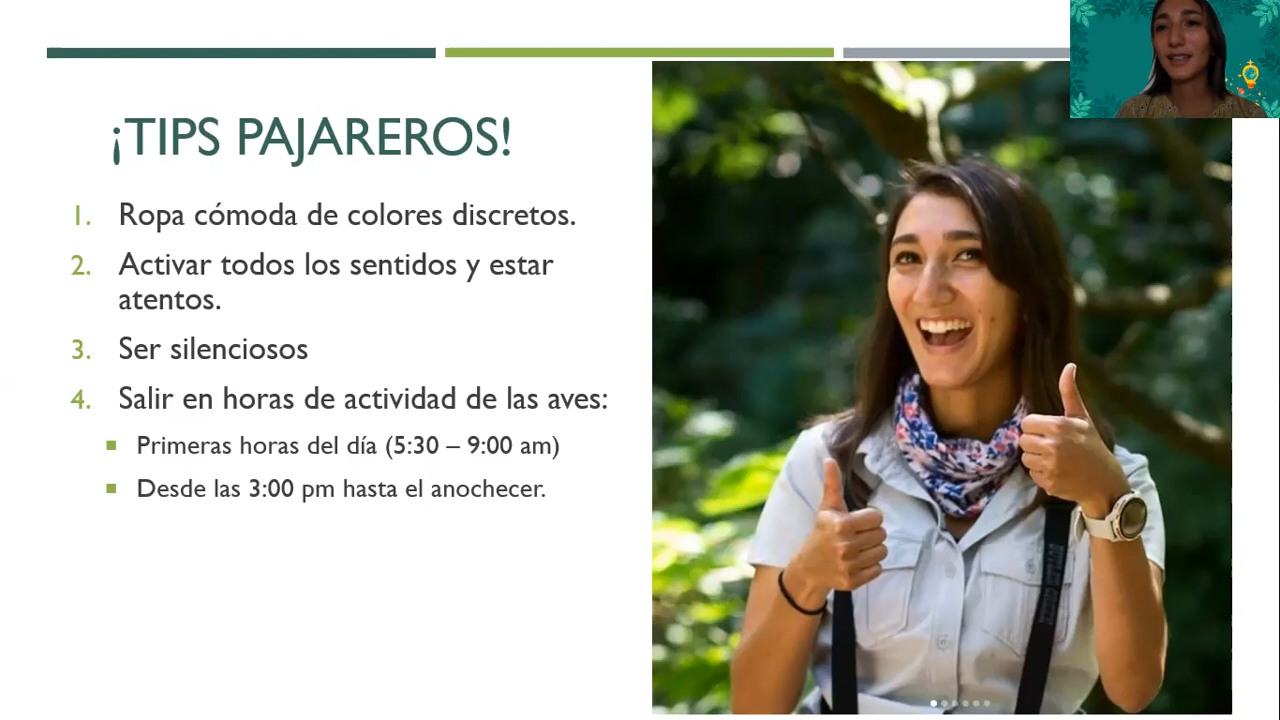 ¡TIPS PAJAREROS!
1. Ropa cómoda de colores discretos.
2. Activar todos los sentidos y estar
atentos.
3. Ser silenciosos
4. Salir en horas de actividad de las aves:
Primeras horas del día (5:30 – 9:00 am)
Desde las 3:00 pm hasta el anochecer.